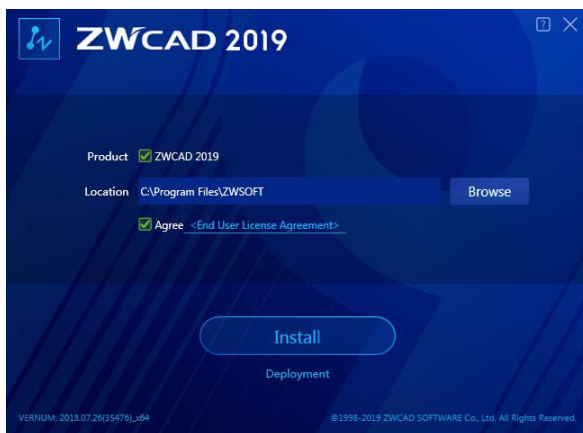 ZWCAD 2019
?
Product ZWCAD 2019
Location C:\Program Files\ZWSOFT Browse
Agree <End User License Agreement>
Install
Deployment
VERNUM: 2018.07.26(35476)_x64 ©1998-2019 ZWCAD SOFTWARE Co., Ltd. All Rights Reserved.